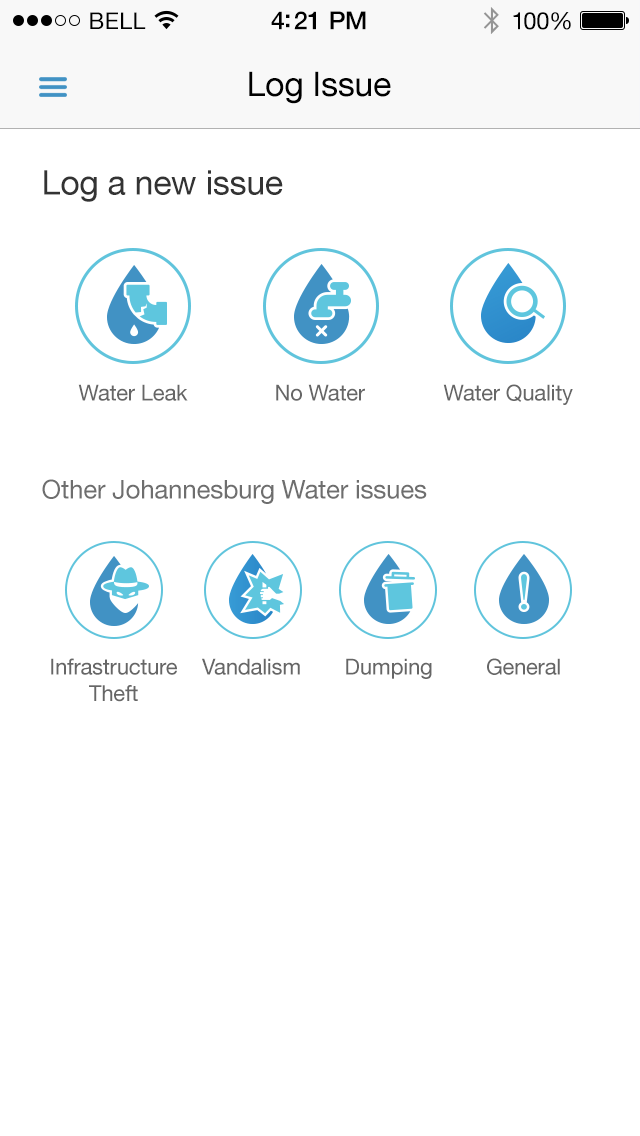 BELL 4:21 PM 100%
Log Issue
Log a new issue
Water Leak No Water Water Quality
Other Johannesburg Water issues
Infrastructure Vandalism Dumping General
Theft